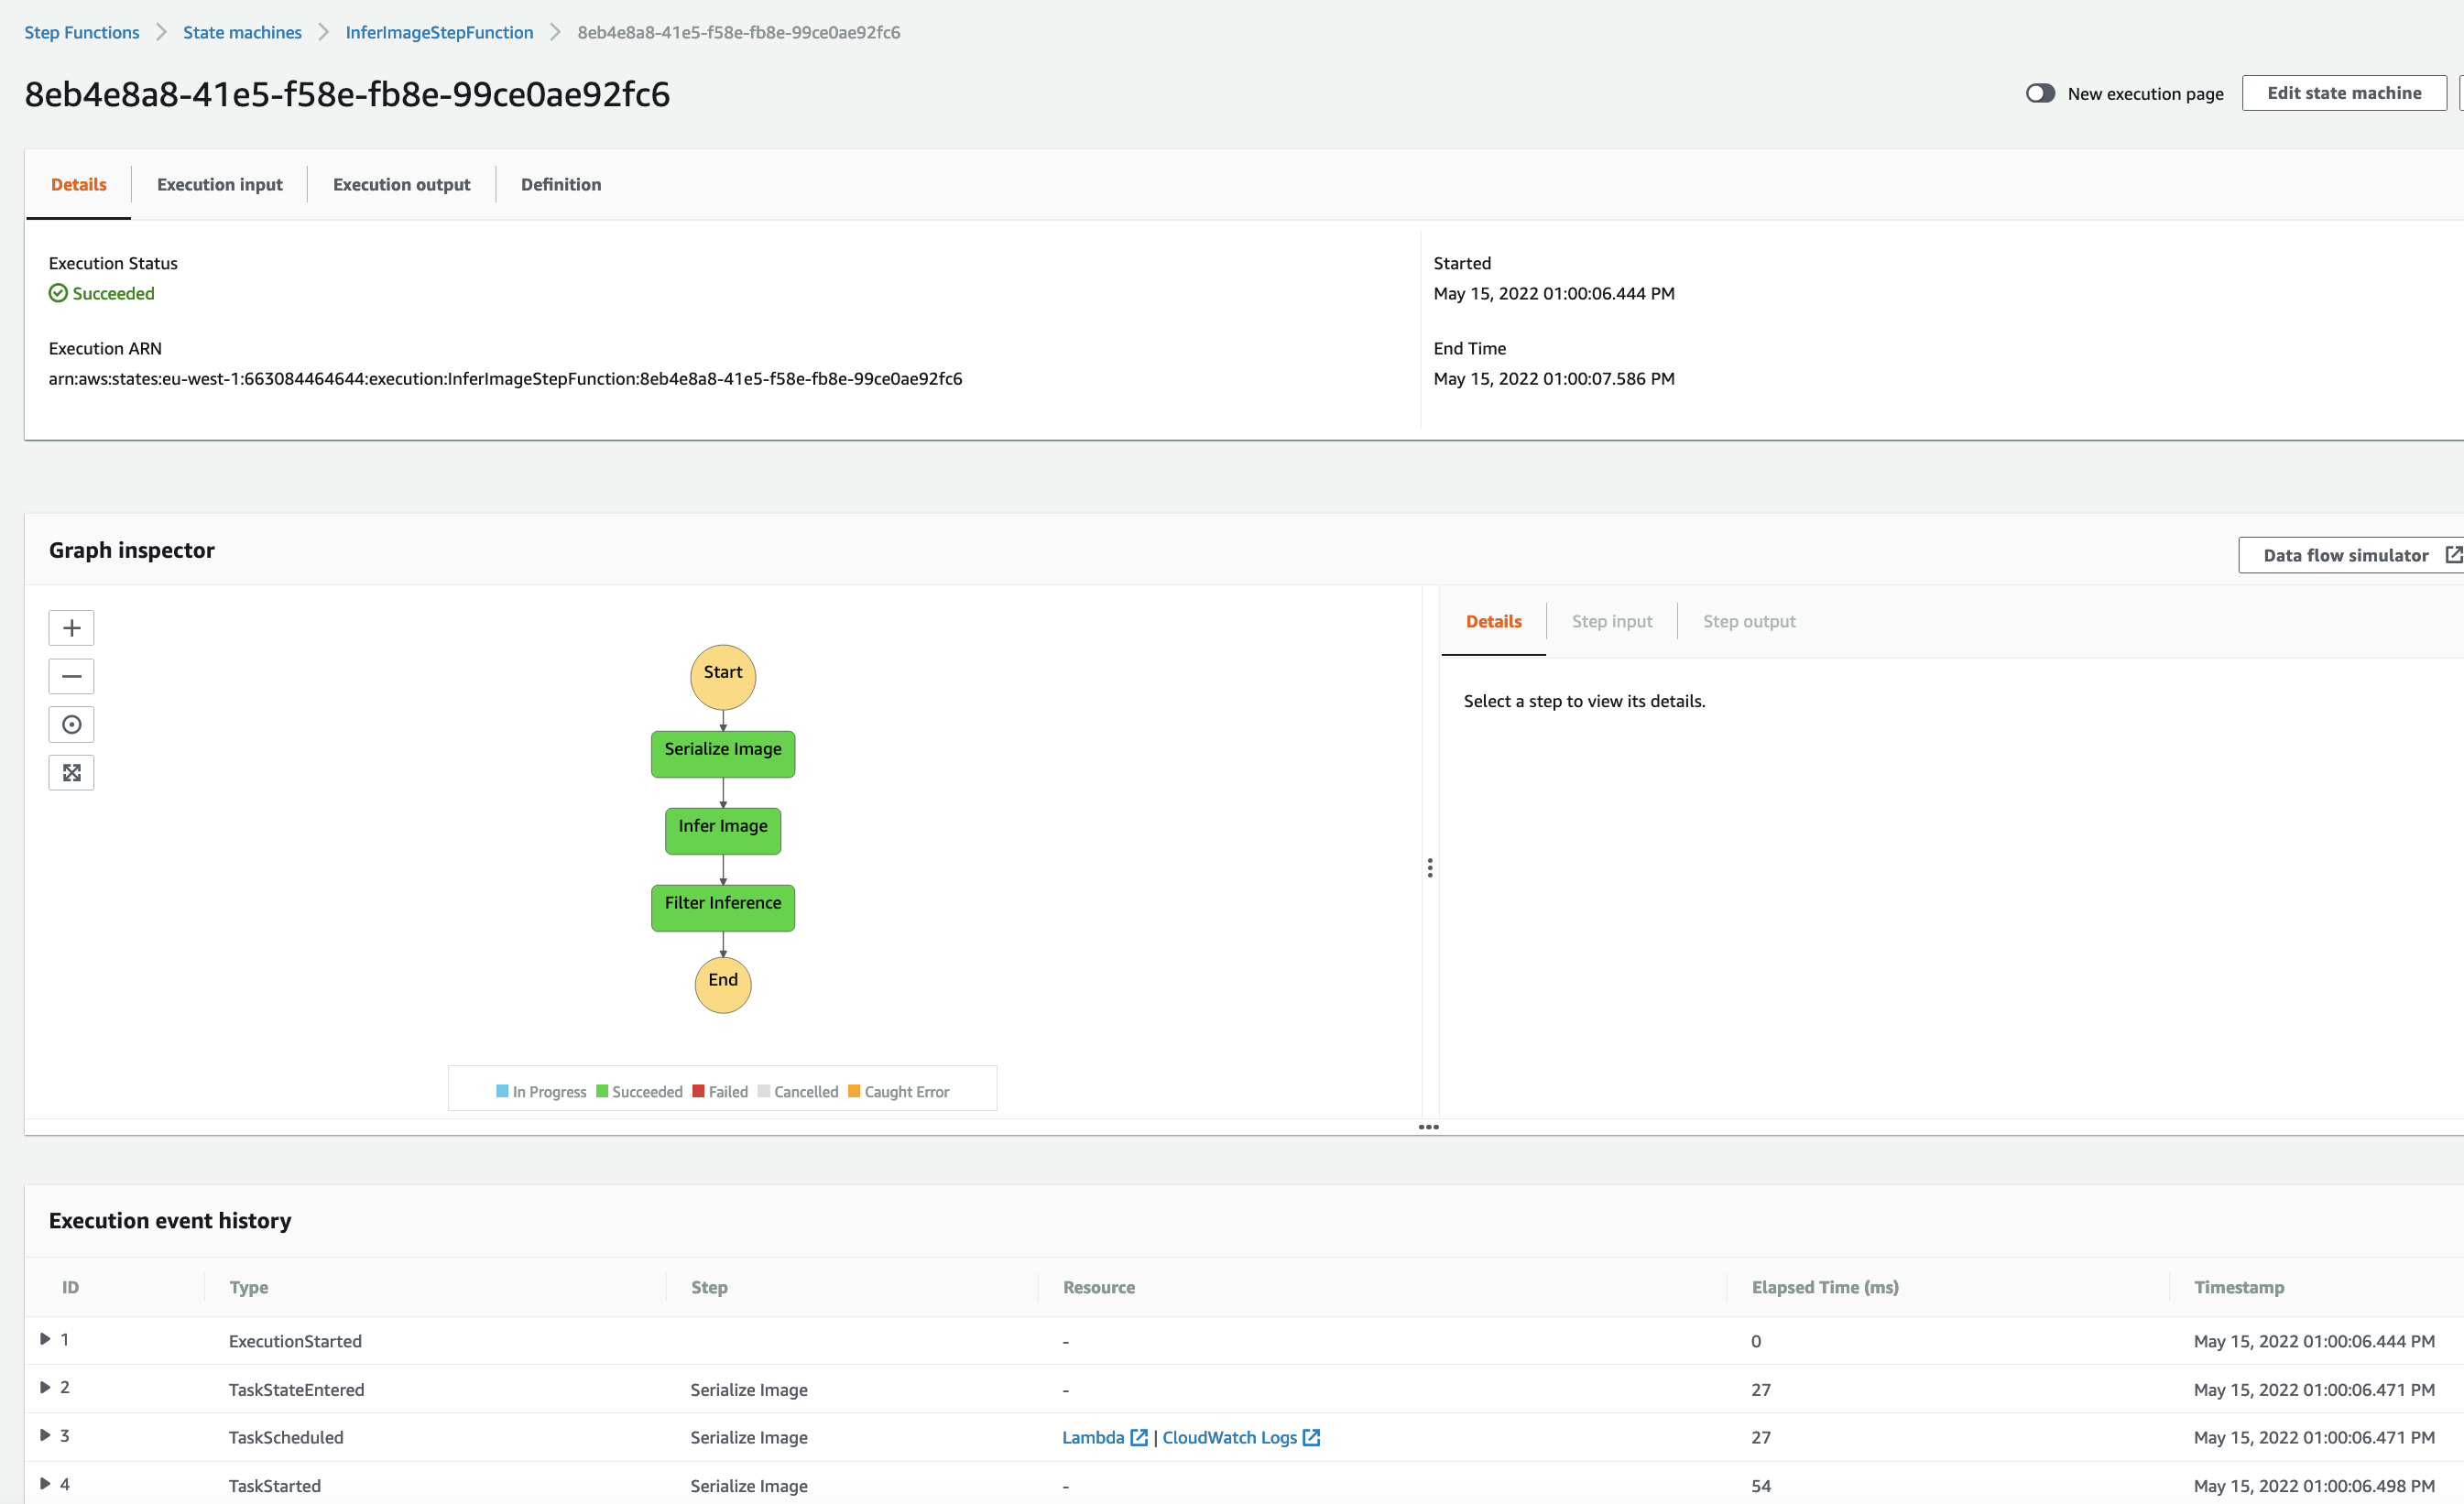 Step Functions > State machines > InferImageStepFunction > 8eb4e8a8-41e5-f58e-fb8e-99ce0ae92fc6
8eb4e8a8-41e5-f58e-fb8e-99ce0ae92fc6
New execution page
Edit state machine
Details Execution input Execution output Definition
Execution Status
Succeeded
Execution ARN
arn:aws:states:eu-west-1:663084464644:execution:InferImageStepFunction:8eb4e8a8-41e5-f58e-fb8e-99ce0ae92fc6
Started
May 15, 2022 01:00:06.444 PM
End Time
May 15, 2022 01:00:07.586 PM
Graph inspector
Data flow simulator
Start
Serialize Image
Infer Image
Filter Inference
End
In Progress Succeeded Failed Cancelled Caught Error
Details Step input Step output
Select a step to view its details.
Execution event history
ID Type Step Resource Elapsed Time (ms) Timestamp
1 ExecutionStarted - 0 May 15, 2022 01:00:06.444 PM
2 TaskStateEntered Serialize Image - 27 May 15, 2022 01:00:06.471 PM
3 TaskScheduled Serialize Image Lambda | CloudWatch Logs 27 May 15, 2022 01:00:06.471 PM
4 TaskStarted Serialize Image - 54 May 15, 2022 01:00:06.498 PM